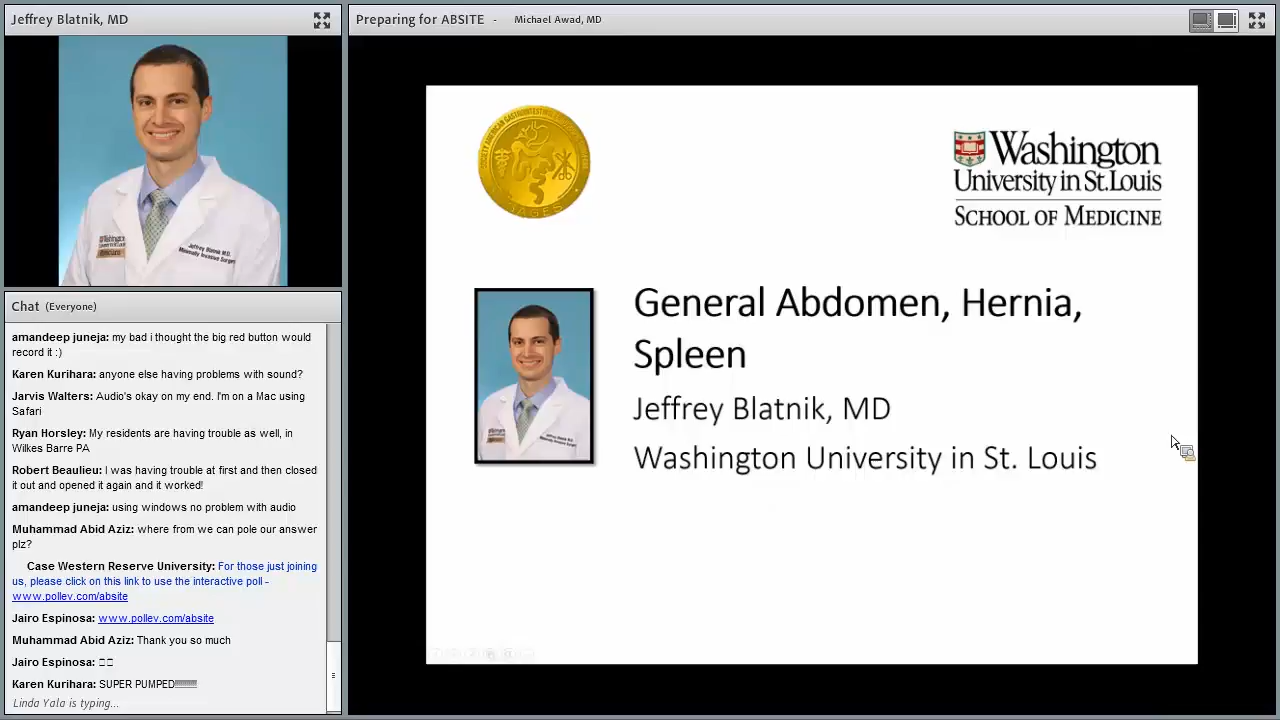 Jeffrey Blatnik, MD
Preparing for ABSITE - Michael Awad, MD
Chat (Everyone)
amandeep juneja: my bad i thought the big red button would
record it :)
Karen Kurihara: anyone else having problems with sound?
Jarvis Walters: Audio's okay on my end. I'm on a Mac using
Safari
Ryan Horsley: My residents are having trouble as well, in
Wilkes Barre PA
Robert Beaulieu: I was having trouble at first and then closed
it out and opened it again and it worked!
amandeep juneja: using windows no problem with audio
Muhammad Abid Aziz: where from we can pole our answer
plz?
Case Western Reserve University: For those just joining
us, please click on this link to use the interactive poll -
www.pollev.com/absite
Jairo Espinosa: www.pollev.com/absite
Muhammad Abid Aziz: Thank you so much
Jairo Espinosa:
Karen Kurihara: SUPER PUMPED
Linda Yala is typing...
SAGES
Washington
University in St. Louis
SCHOOL OF MEDICINE
General Abdomen, Hernia,
Spleen
Jeffrey Blatnik, MD
Washington University in St. Louis
Jeffrey Blatnik M.D.
Minimally Invasive Surgery